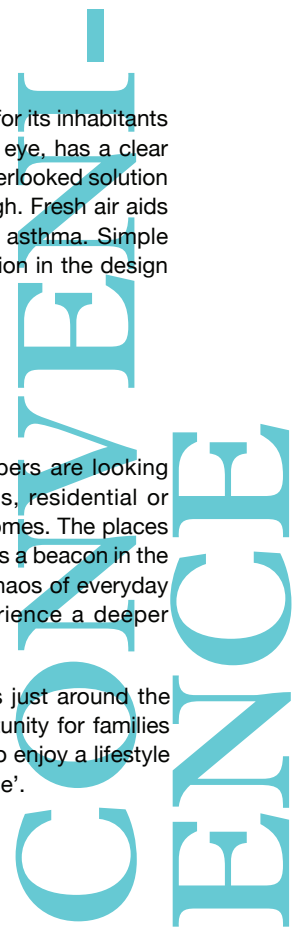 for its inhabitants
eye, has a clear
erlooked solution
gh. Fresh air aids
asthma. Simple
ion in the design
pers are looking
s, residential or
omes. The places
s a beacon in the
haos of everyday
rience a deeper
s just around the
unity for families
o enjoy a lifestyle
e’.
CONVENI-
ENCE